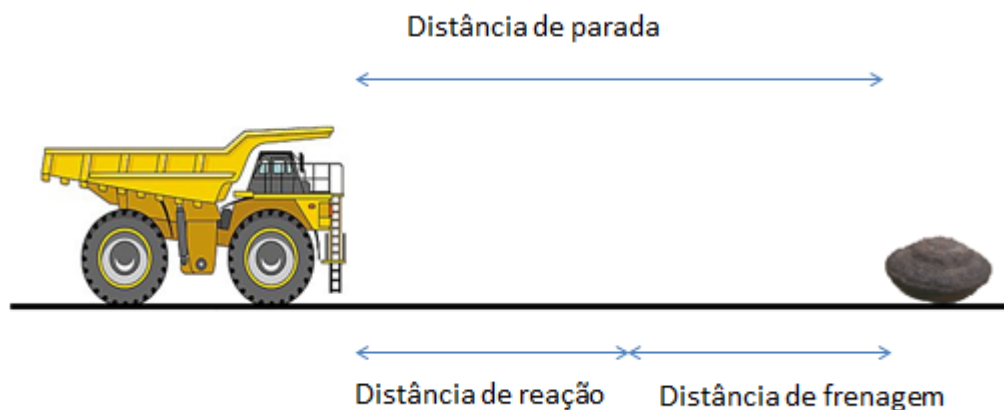 Distância de parada
Distância de reação
Distância de frenagem